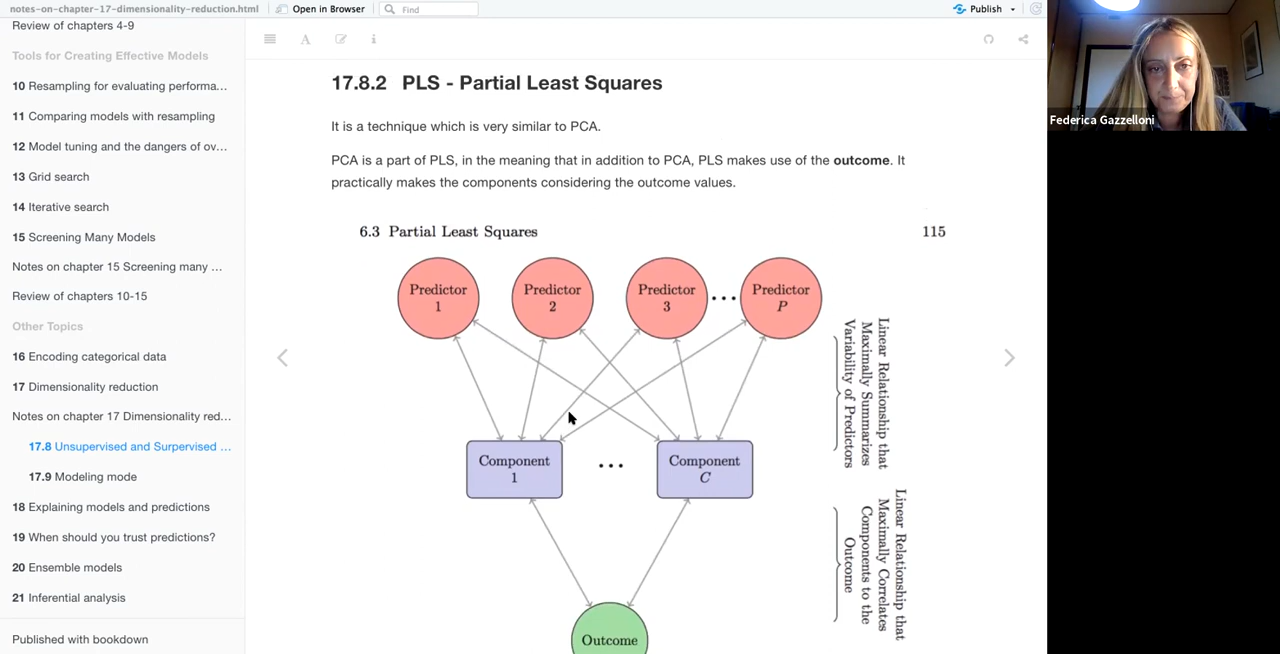 notes-on-chapter-17-dimensionality-reduction.html
Open in Browser
Find
Publish
Review of chapters 4-9
Tools for Creating Effective Models
10 Resampling for evaluating performa...
11 Comparing models with resampling
12 Model tuning and the dangers of ov...
13 Grid search
14 Iterative search
15 Screening Many Models
Notes on chapter 15 Screening many ...
Review of chapters 10-15
Other Topics
16 Encoding categorical data
17 Dimensionality reduction
Notes on chapter 17 Dimensionality red...
17.8 Unsupervised and Surpervised ...
17.9 Modeling mode
18 Explaining models and predictions
19 When should you trust predictions?
20 Ensemble models
21 Inferential analysis
Published with bookdown
A
i
17.8.2 PLS - Partial Least Squares
It is a technique which is very similar to PCA.
PCA is a part of PLS, in the meaning that in addition to PCA, PLS makes use of the outcome. It
practically makes the components considering the outcome values.
6.3 Partial Least Squares 115
Predictor
1
Predictor
2
Predictor
3
...
Predictor
P
Linear Relationship that
Maximally Summarizes
Variability of Predictors
Component
1
...
Component
C
Linear Relationship that
Maximally Correlates
Components to the
Outcome
Outcome
Federica Gazzelloni